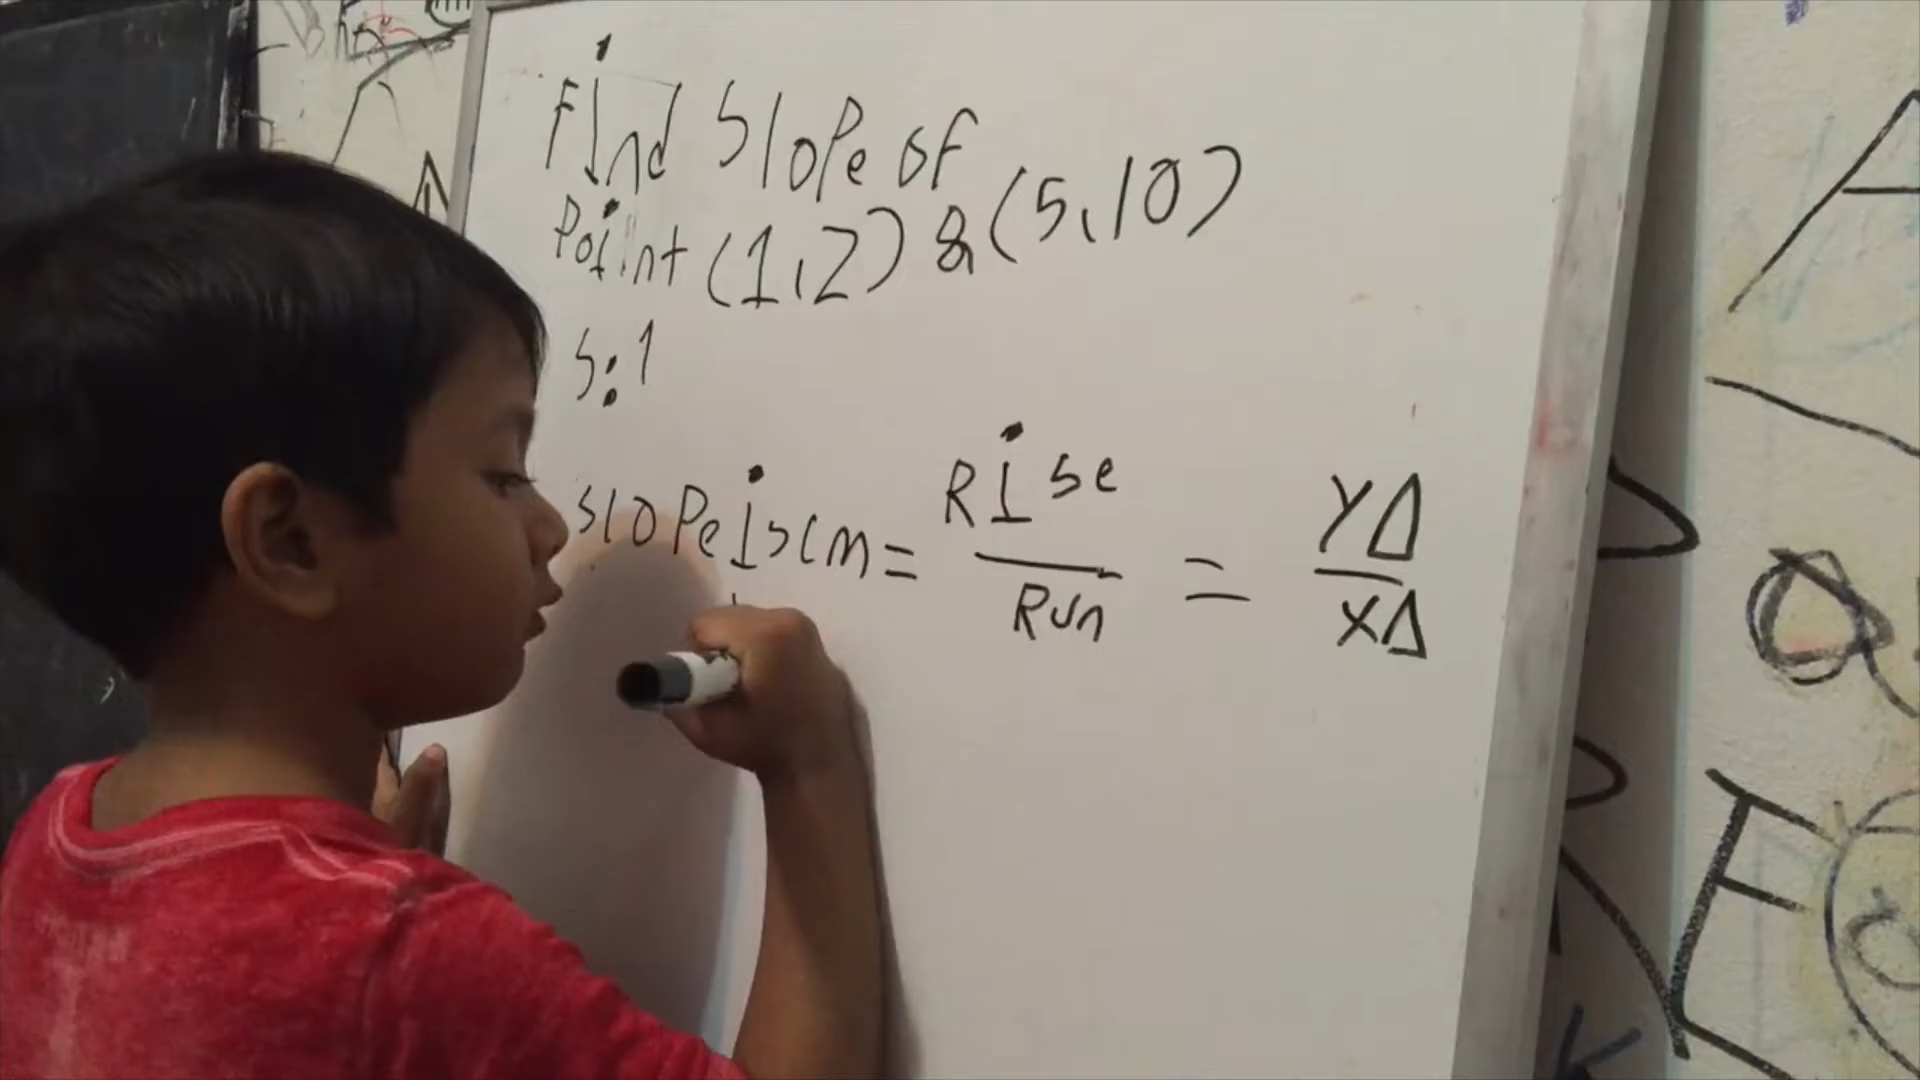 Find Slope of
Point (1,2) & (5,10)
S:1
Slope is (m = Rise = YΔ
Run XΔ